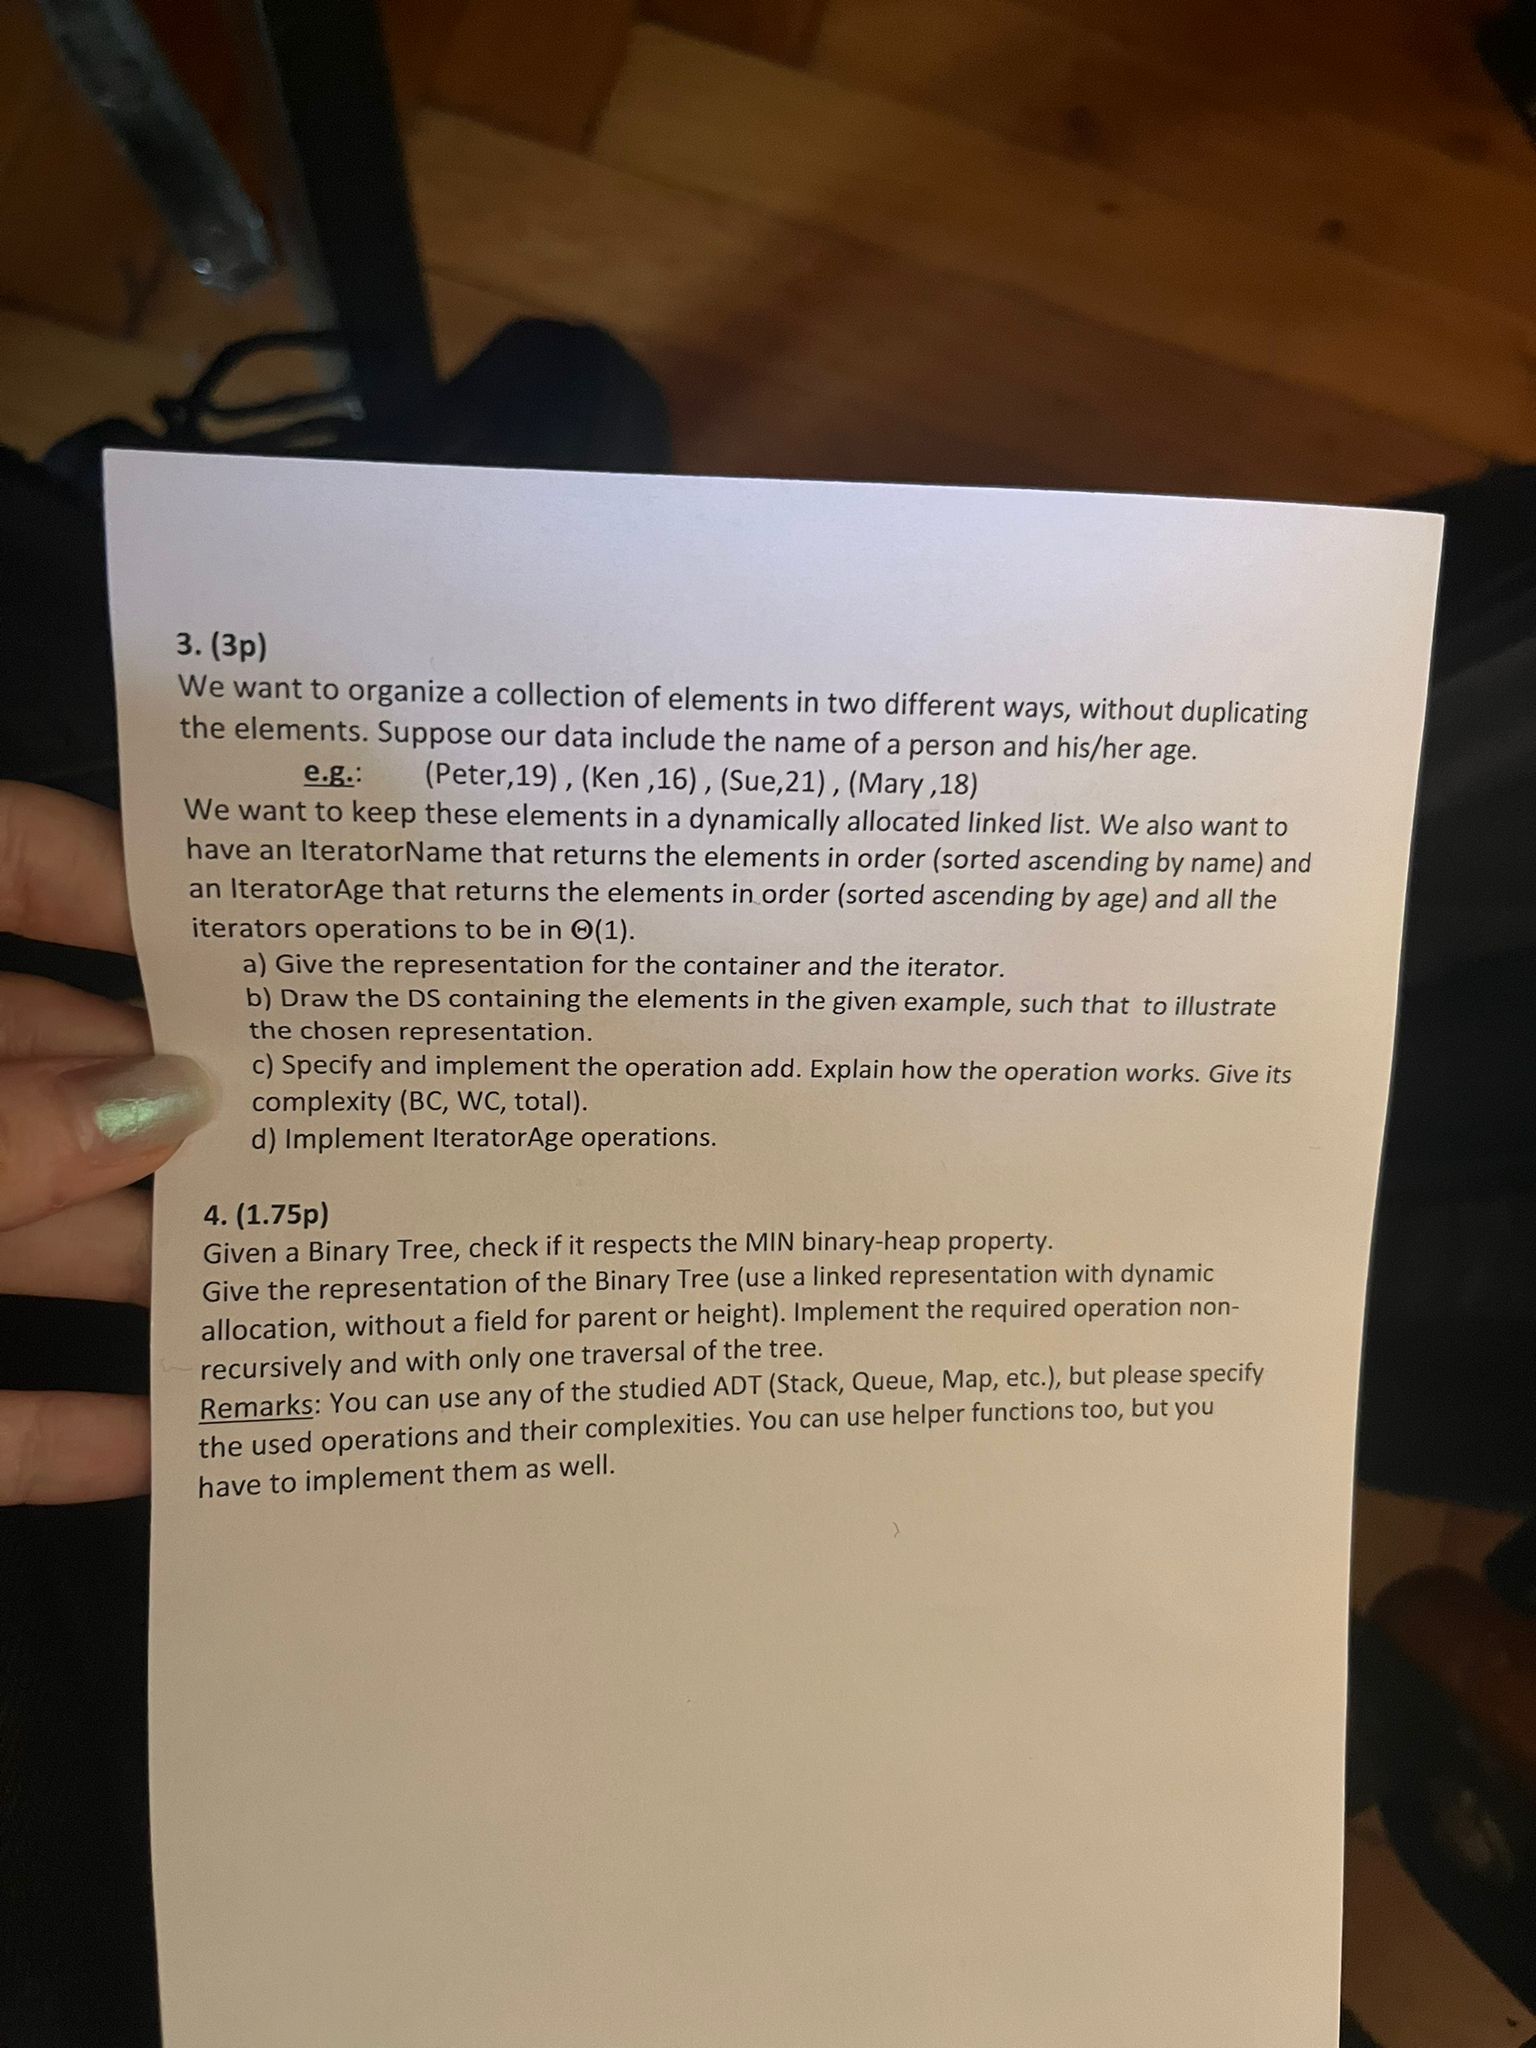 3. (3p)
We want to organize a collection of elements in two different ways, without duplicating
the elements. Suppose our data include the name of a person and his/her age.
e.g.: (Peter,19) , (Ken ,16) , (Sue,21) , (Mary ,18)
We want to keep these elements in a dynamically allocated linked list. We also want to
have an IteratorName that returns the elements in order (sorted ascending by name) and
an IteratorAge that returns the elements in order (sorted ascending by age) and all the
iterators operations to be in Θ(1).
a) Give the representation for the container and the iterator.
b) Draw the DS containing the elements in the given example, such that to illustrate
the chosen representation.
c) Specify and implement the operation add. Explain how the operation works. Give its
complexity (BC, WC, total).
d) Implement IteratorAge operations.
4. (1.75p)
Given a Binary Tree, check if it respects the MIN binary-heap property.
Give the representation of the Binary Tree (use a linked representation with dynamic
allocation, without a field for parent or height). Implement the required operation non-
recursively and with only one traversal of the tree.
Remarks: You can use any of the studied ADT (Stack, Queue, Map, etc.), but please specify
the used operations and their complexities. You can use helper functions too, but you
have to implement them as well.